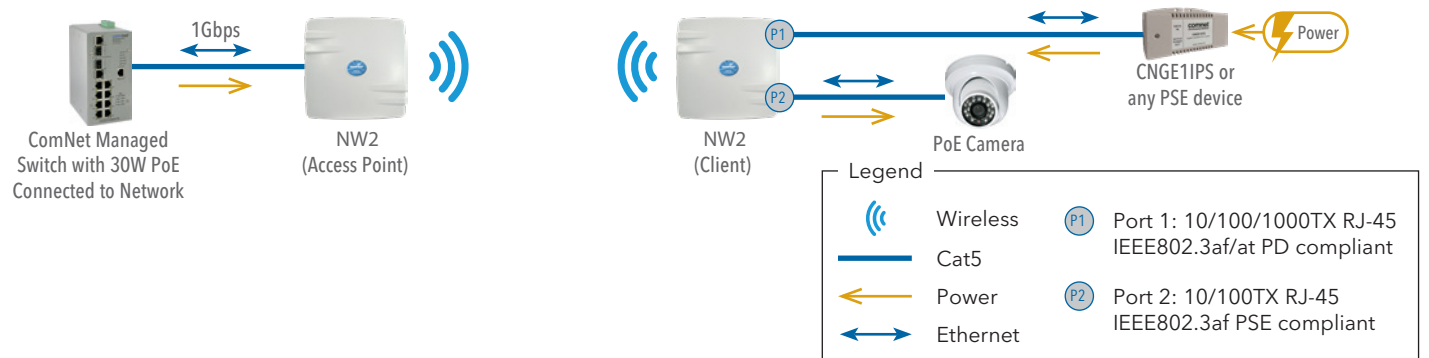 1Gbps
ComNet Managed
Switch with 30W PoE
Connected to Network
NW2
(Access Point)
NW2
(Client)
P1
P2
PoE Camera
CNGE1IPS or
any PSE device
Power
Legend
Wireless
Cat5
Power
Ethernet
P1
Port 1: 10/100/1000TX RJ-45
IEEE802.3af/at PD compliant
P2
Port 2: 10/100TX RJ-45
IEEE802.3af PSE compliant